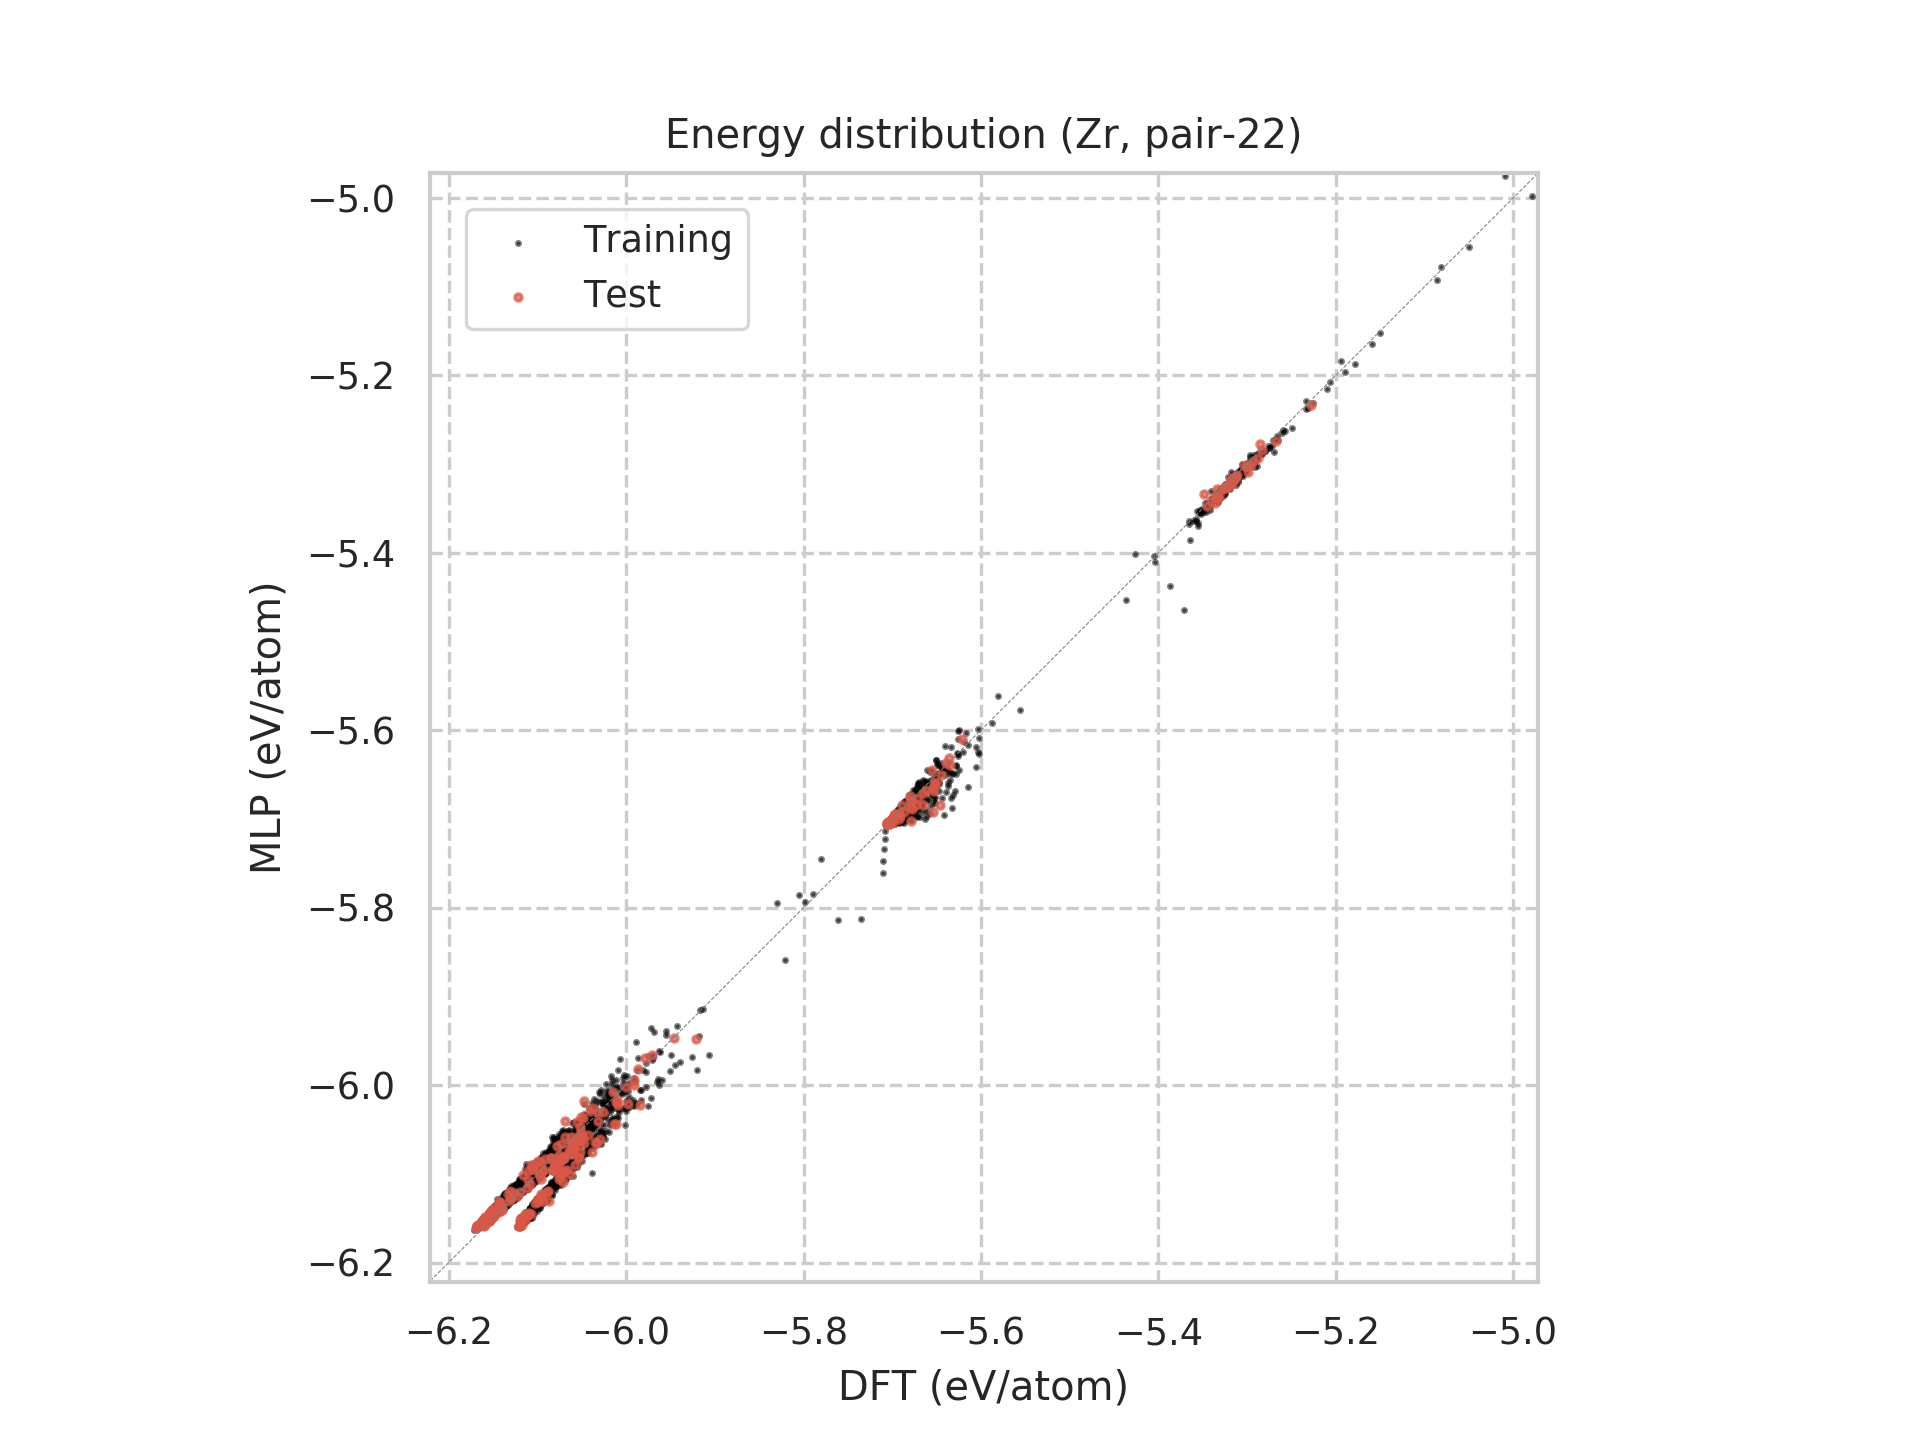 Energy distribution (Zr, pair-22)
Training
Test
−5.0
−5.2
−5.4
−5.6
−5.8
−6.0
−6.2
MLP (eV/atom)
−6.2 −6.0 −5.8 −5.6 −5.4 −5.2 −5.0
DFT (eV/atom)